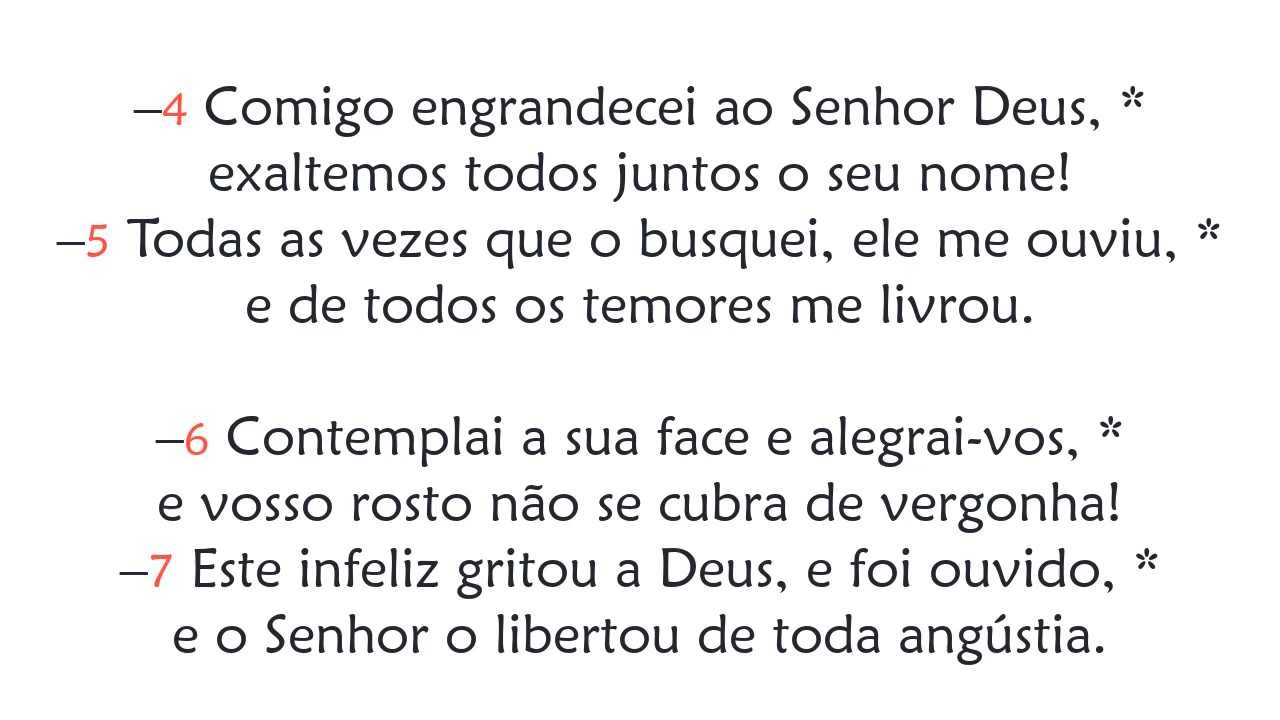 –4 Comigo engrandecei ao Senhor Deus, *
exaltemos todos juntos o seu nome!
–5 Todas as vezes que o busquei, ele me ouviu, *
e de todos os temores me livrou.
–6 Contemplai a sua face e alegrai-vos, *
e vosso rosto não se cubra de vergonha!
–7 Este infeliz gritou a Deus, e foi ouvido, *
e o Senhor o libertou de toda angústia.